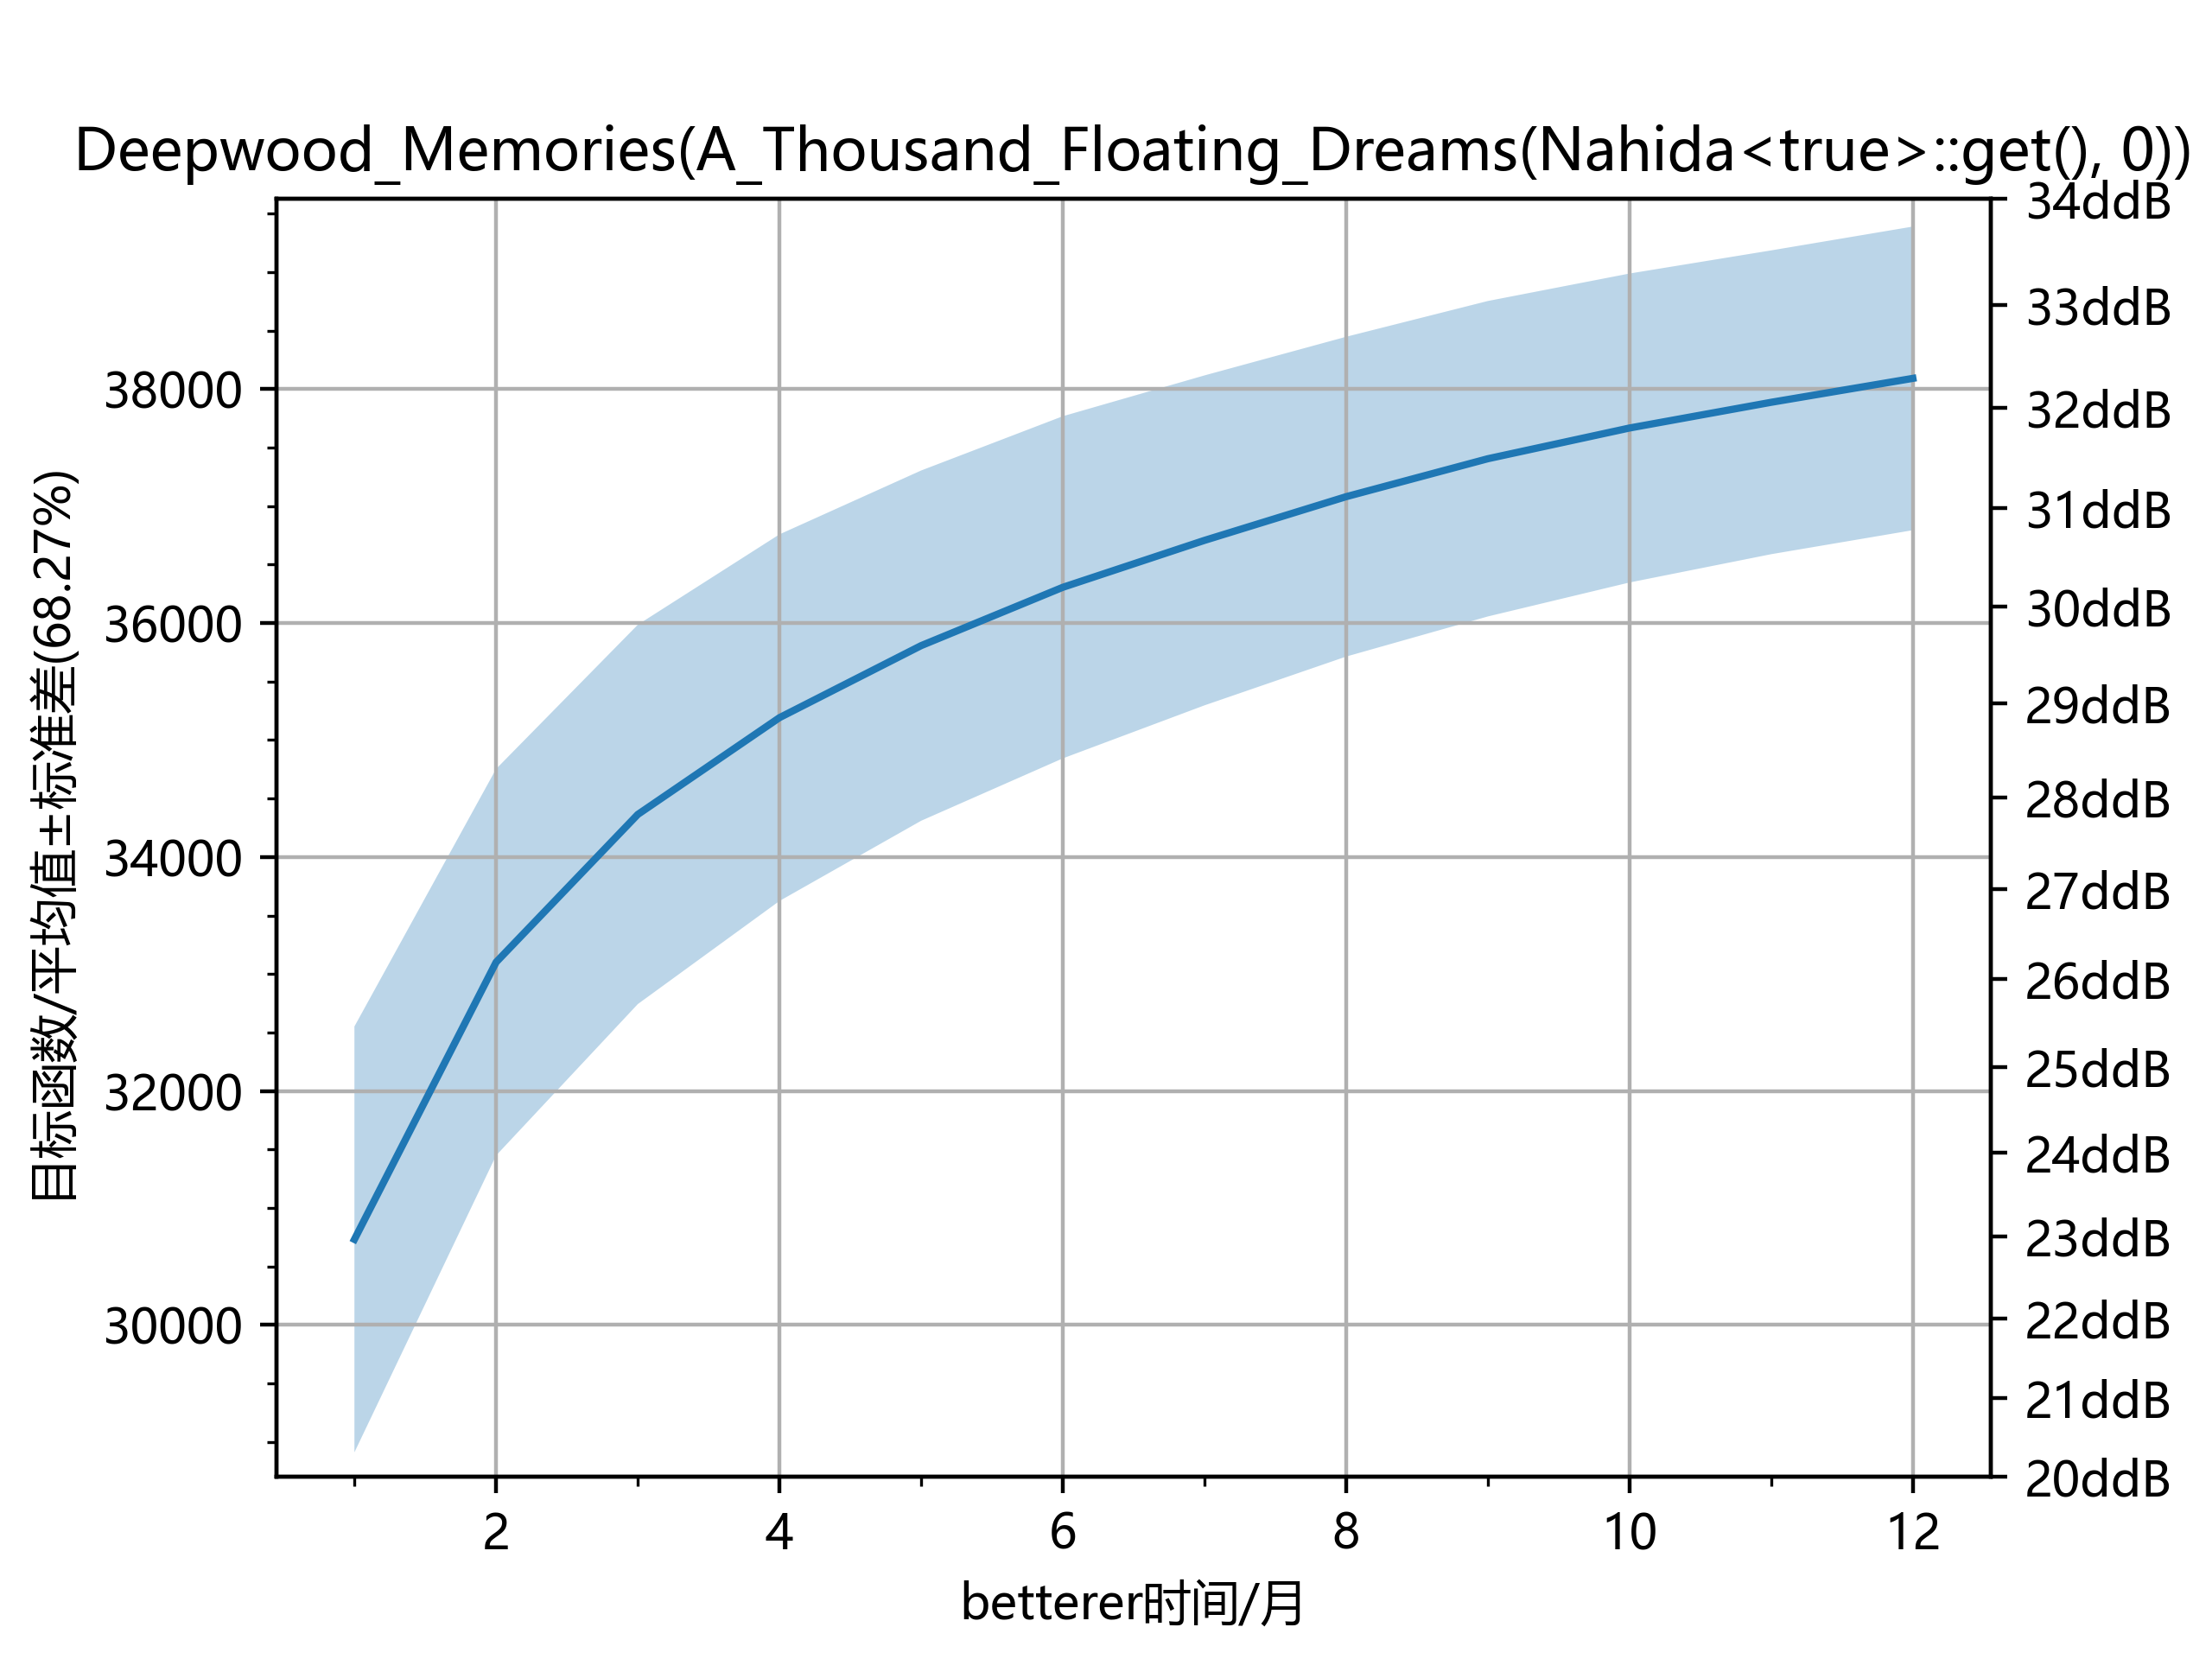 Deepwood_Memories(A_Thousand_Floating_Dreams(Nahida<true>::get(), 0))
目标函数/平均值±标准差(68.27%)
38000
36000
34000
32000
30000
34ddB
33ddB
32ddB
31ddB
30ddB
29ddB
28ddB
27ddB
26ddB
25ddB
24ddB
23ddB
22ddB
21ddB
20ddB
2
4
6
8
10
12
betterer时间/月